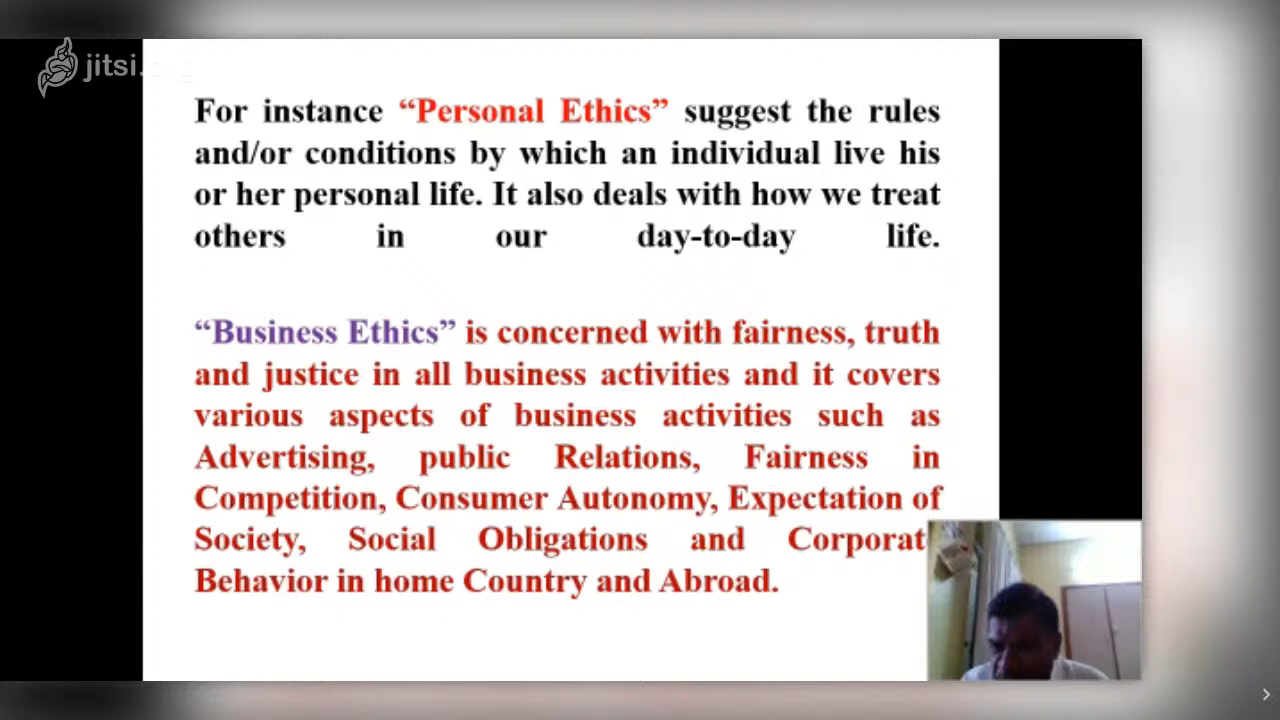 jitsi.
For instance “Personal Ethics” suggest the rules
and/or conditions by which an individual live his
or her personal life. It also deals with how we treat
others in our day-to-day life.
“Business Ethics” is concerned with fairness, truth
and justice in all business activities and it covers
various aspects of business activities such as
Advertising, public Relations, Fairness in
Competition, Consumer Autonomy, Expectation of
Society, Social Obligations and Corporat
Behavior in home Country and Abroad.